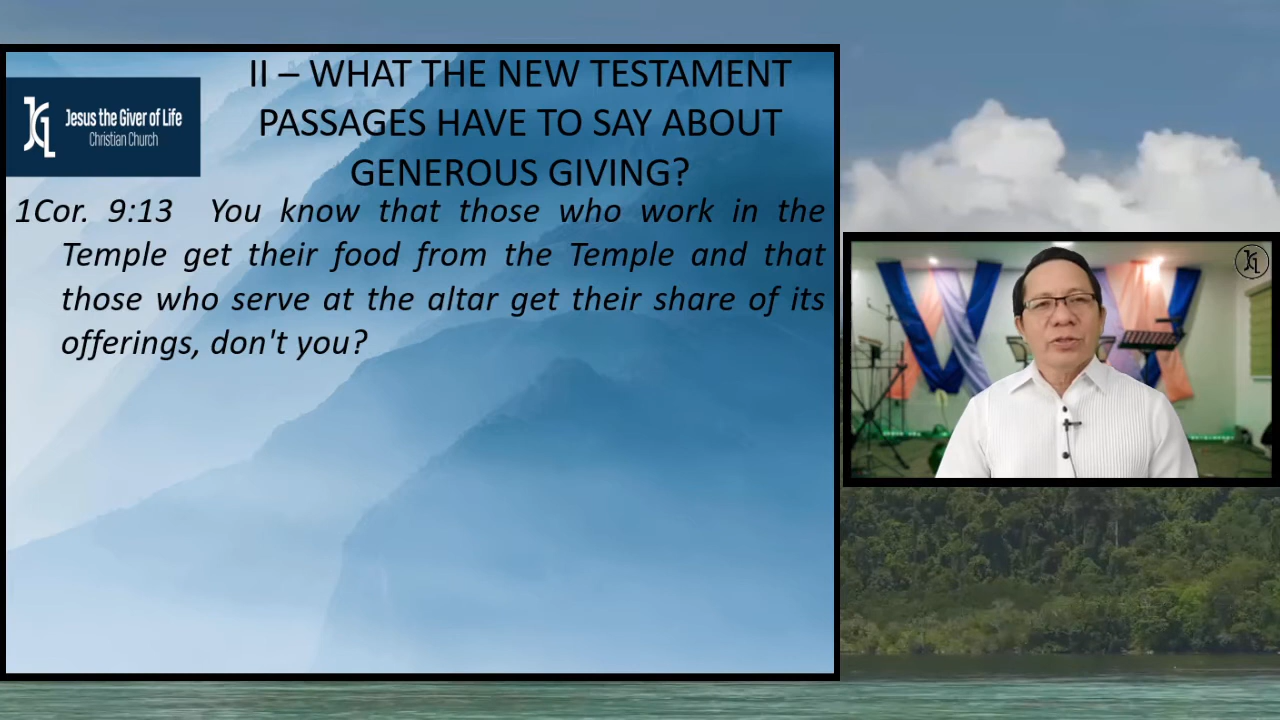 II – WHAT THE NEW TESTAMENT
PASSAGES HAVE TO SAY ABOUT
GENEROUS GIVING?
Jesus the Giver of Life
Christian Church
1Cor. 9:13 You know that those who work in the
Temple get their food from the Temple and that
those who serve at the altar get their share of its
offerings, don't you?